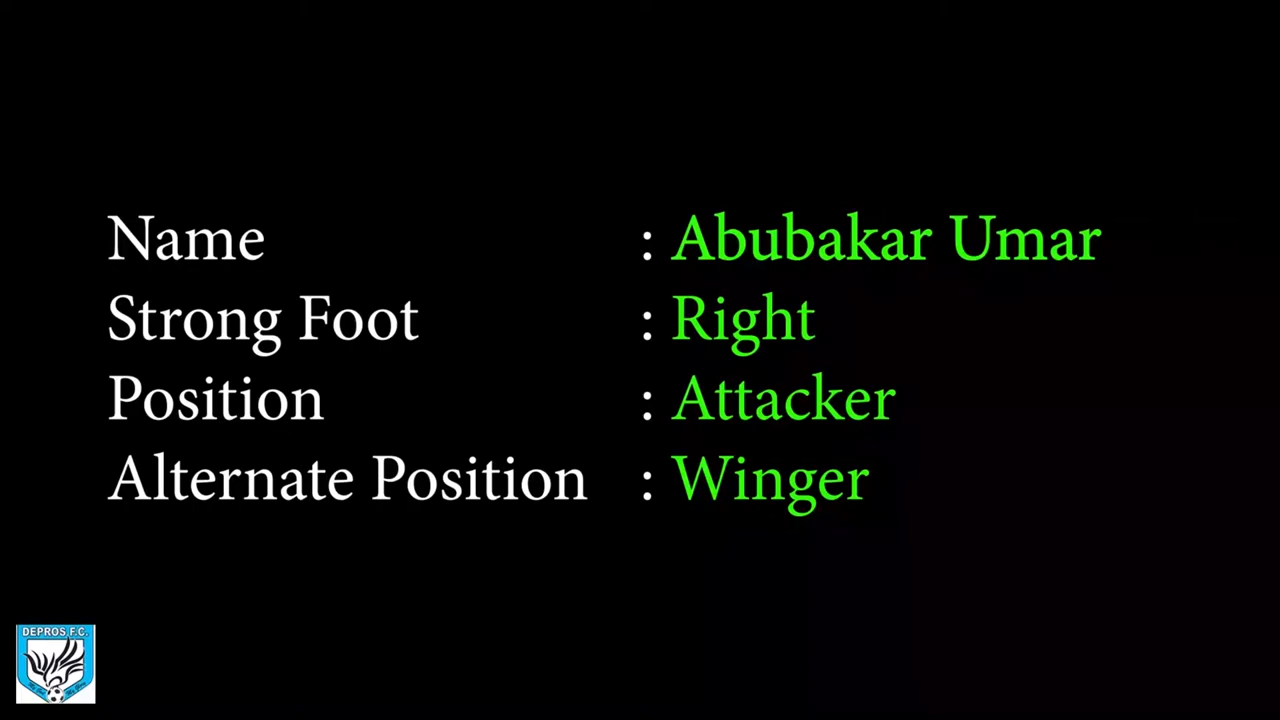 Name : Abubakar Umar
Strong Foot : Right
Position : Attacker
Alternate Position : Winger
DEPROS F.C.